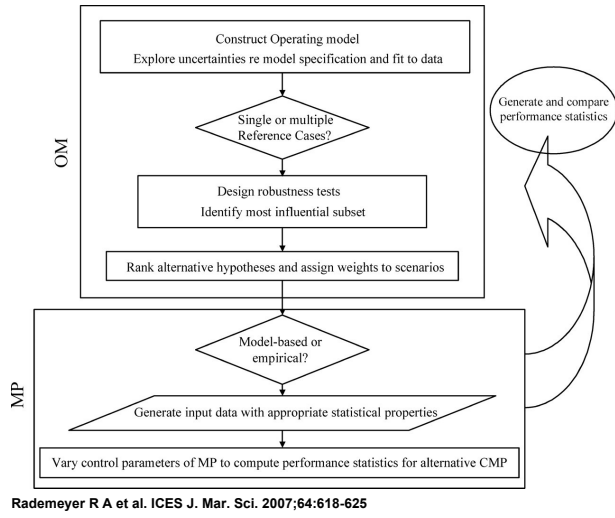 Construct Operating model
Explore uncertainties re model specification and fit to data
Single or multiple
Reference Cases?
Design robustness tests
Identify most influential subset
Rank alternative hypotheses and assign weights to scenarios
OM
Generate and compare
performance statistics
Model-based or
empirical?
Generate input data with appropriate statistical properties
Vary control parameters of MP to compute performance statistics for alternative CMP
MP
Rademeyer R A et al. ICES J. Mar. Sci. 2007;64:618-625